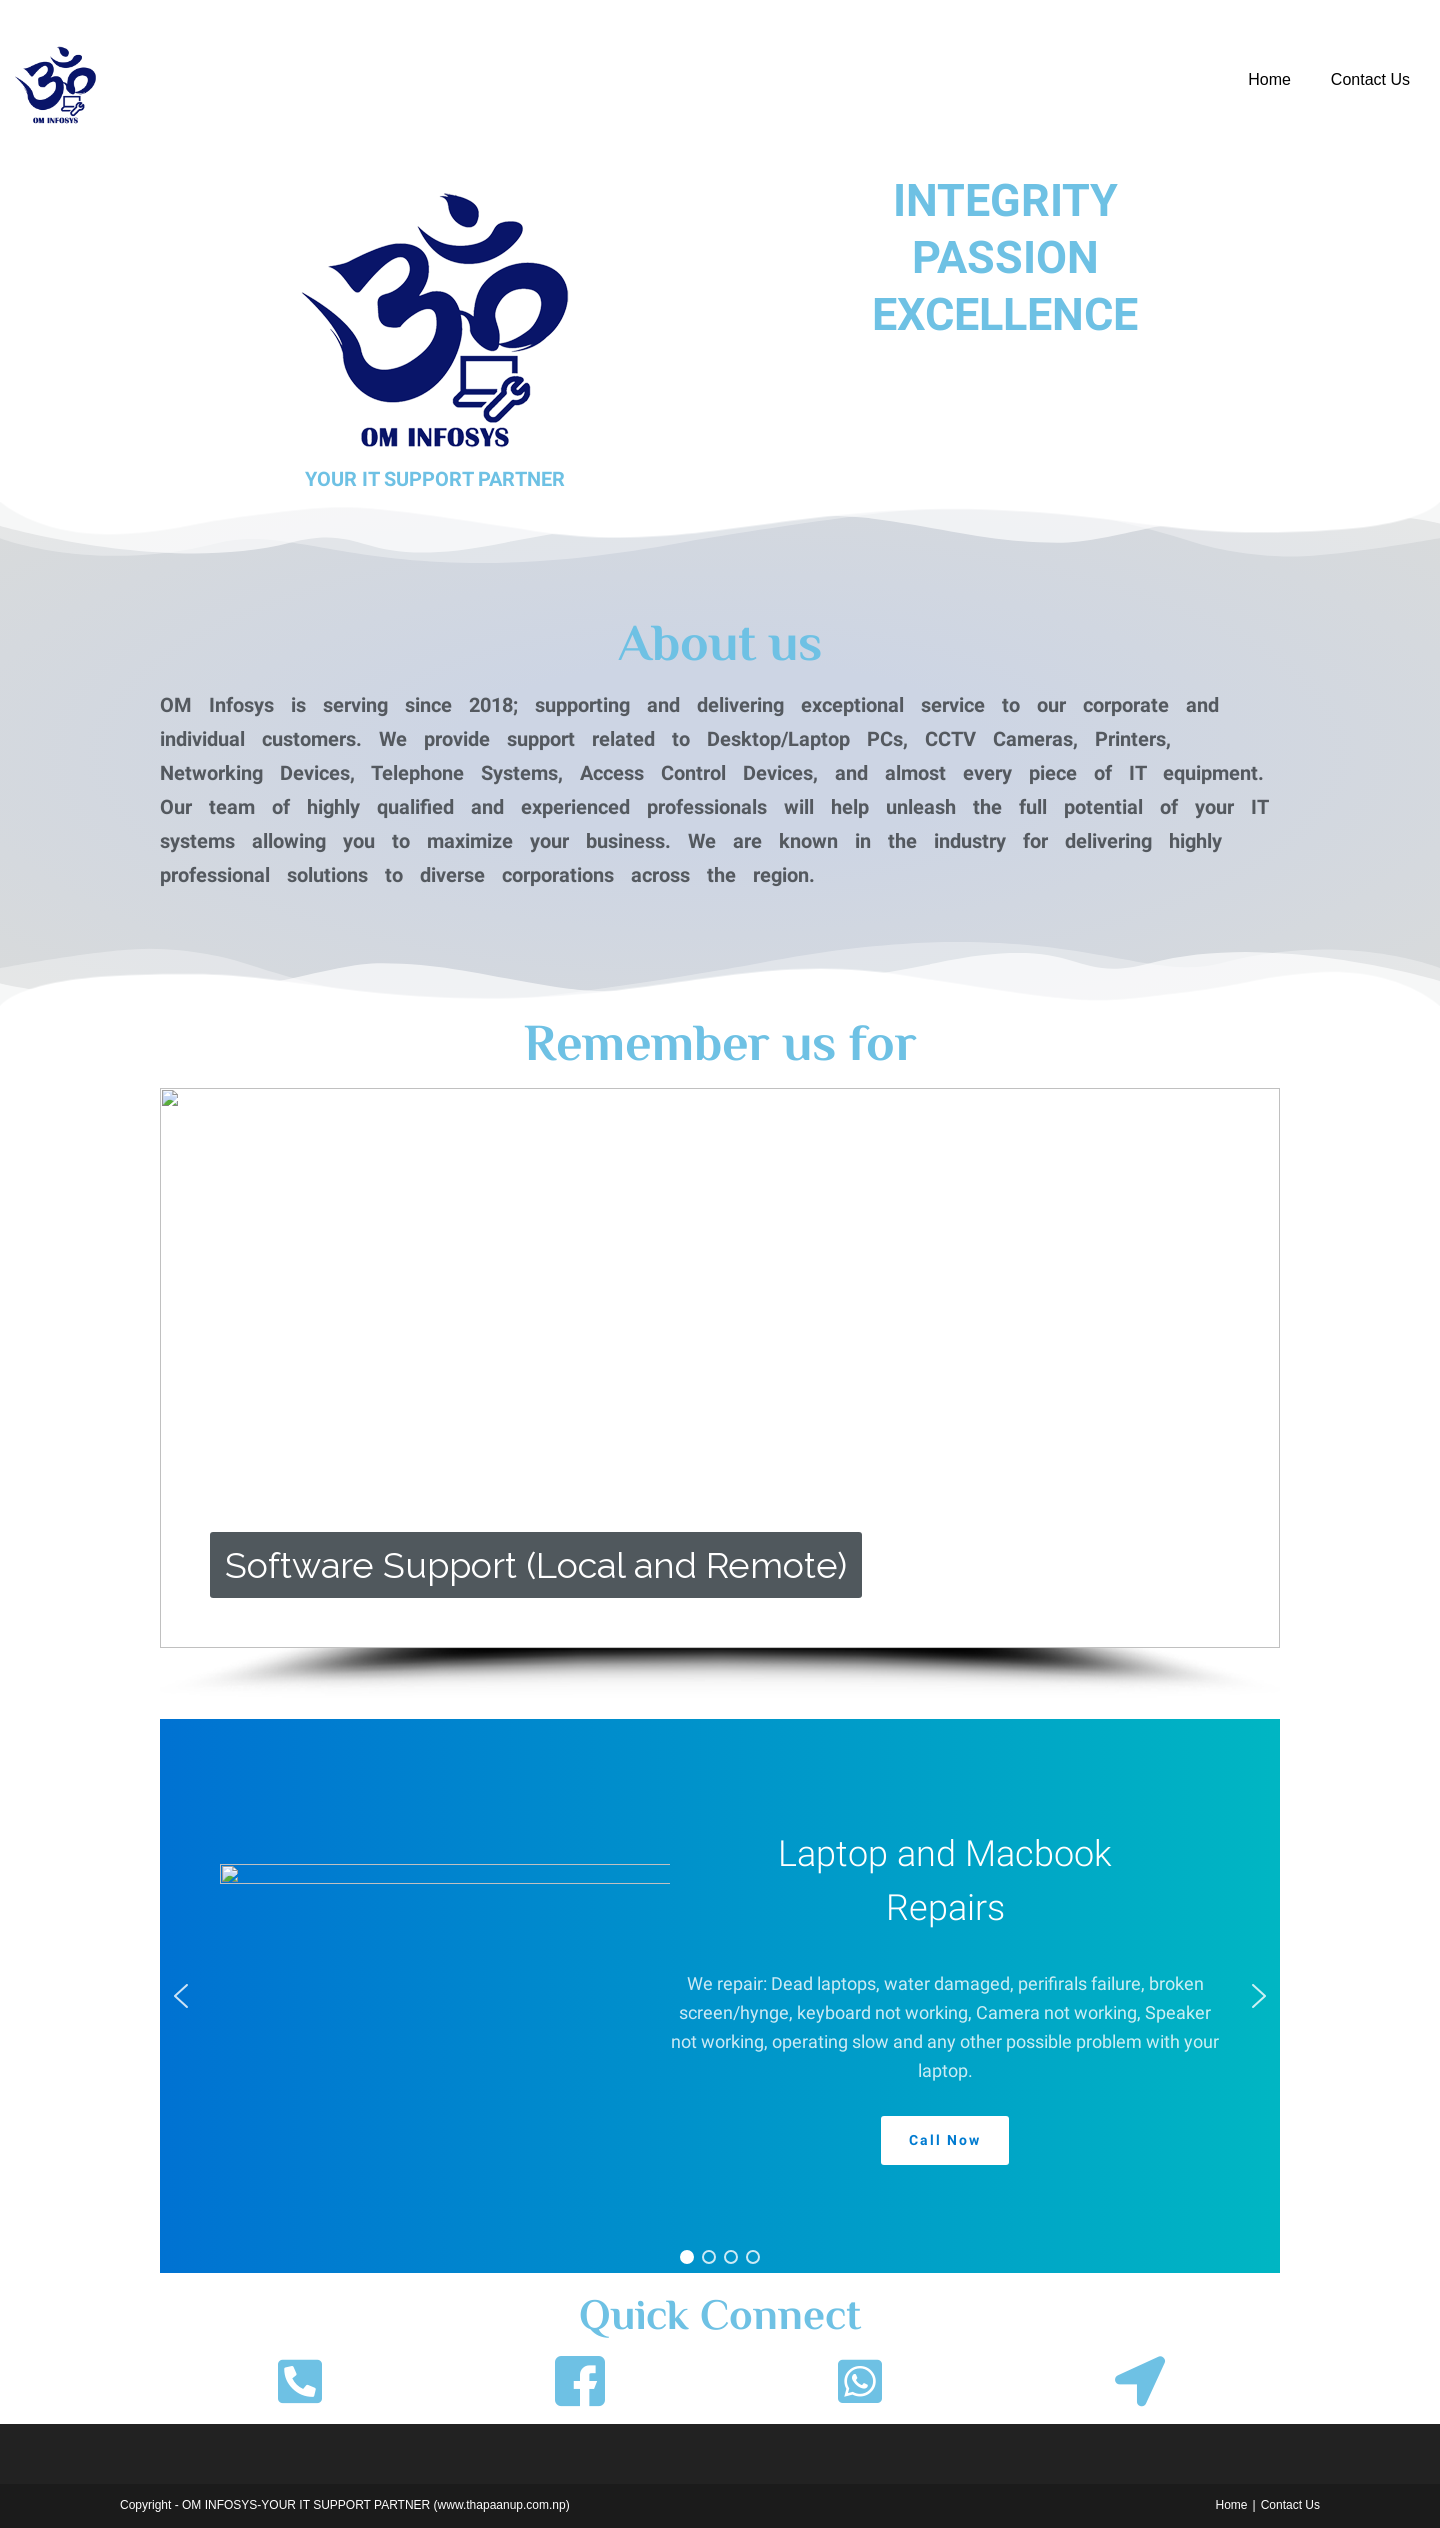 OM INFOSYS
Home
Contact Us
OM INFOSYS
YOUR IT SUPPORT PARTNER
INTEGRITY
PASSION
EXCELLENCE
About us
OM Infosys is serving since 2018; supporting and delivering exceptional service to our corporate and
individual customers. We provide support related to Desktop/Laptop PCs, CCTV Cameras, Printers,
Networking Devices, Telephone Systems, Access Control Devices, and almost every piece of IT equipment.
Our team of highly qualified and experienced professionals will help unleash the full potential of your IT
systems allowing you to maximize your business. We are known in the industry for delivering highly
professional solutions to diverse corporations across the region.
Remember us for
Software Support (Local and Remote)
Laptop and Macbook
Repairs
We repair: Dead laptops, water damaged, perifirals failure, broken
screen/hynge, keyboard not working, Camera not working, Speaker
not working, operating slow and any other possible problem with your
laptop.
Call Now
Quick Connect
Copyright - OM INFOSYS-YOUR IT SUPPORT PARTNER (www.thapaanup.com.np)
Home | Contact Us